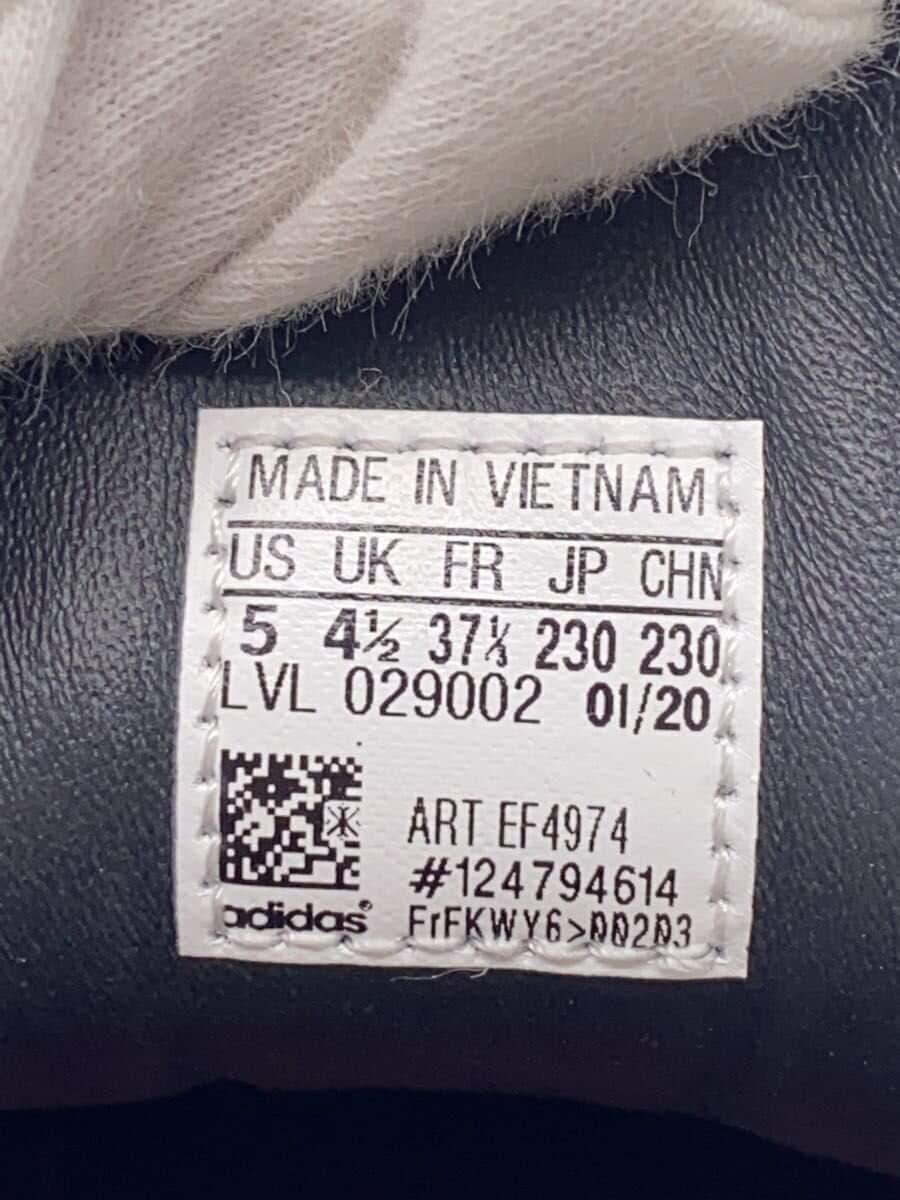 MADE IN VIETNAM
US UK FR JP CHN
5 4½ 37⅓ 230 230
LVL 029002 01/20
ART EF4974
#124794614
adidas®
FrFKWY6>00203